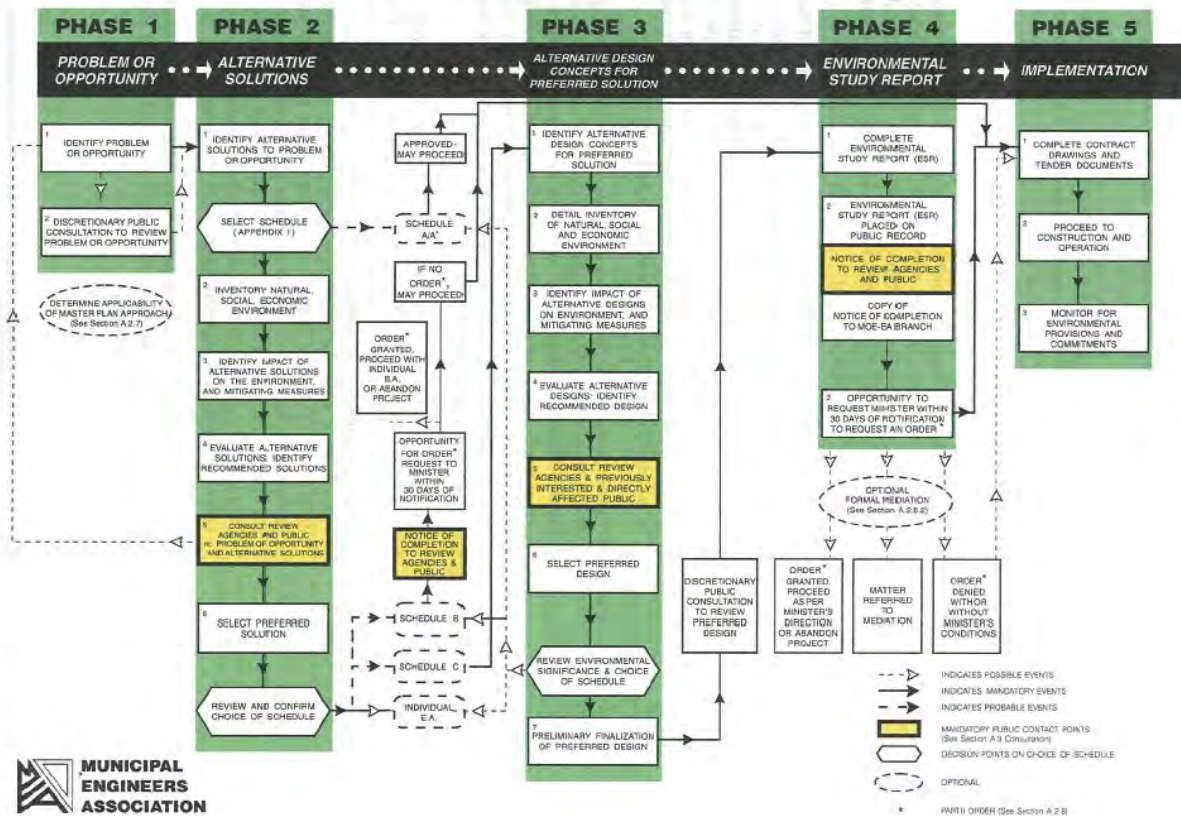 PHASE 1
PROBLEM OR
OPPORTUNITY
1
IDENTIFY PROBLEM
OR OPPORTUNITY
2
DISCRETIONARY PUBLIC
CONSULTATION TO REVIEW
PROBLEM OR OPPORTUNITY
DETERMINE APPLICABILITY
OF MASTER PLAN APPROACH
(See Section A.2.7)
PHASE 2
ALTERNATIVE
SOLUTIONS
1
IDENTIFY ALTERNATIVE
SOLUTIONS TO PROBLEM
OR OPPORTUNITY
SELECT SCHEDULE
(APPENDIX I)
2
INVENTORY NATURAL,
SOCIAL, ECONOMIC
ENVIRONMENT
3
IDENTIFY IMPACT OF
ALTERNATIVE SOLUTIONS
ON THE ENVIRONMENT,
AND MITIGATING MEASURES
4
EVALUATE ALTERNATIVE
SOLUTIONS: IDENTIFY
RECOMMENDED SOLUTIONS
5
CONSULT REVIEW
AGENCIES AND PUBLIC
re: PROBLEM OF OPPORTUNITY
AND ALTERNATIVE SOLUTIONS
6
SELECT PREFERRED
SOLUTION
REVIEW AND CONFIRM
CHOICE OF SCHEDULE
APPROVED-
MAY PROCEED
SCHEDULE
A/A+
IF NO
ORDER*,
MAY PROCEED
ORDER*
GRANTED,
PROCEED WITH
INDIVIDUAL
E.A.
OR ABANDON
PROJECT
OPPORTUNITY
FOR ORDER*
REQUEST TO
MINISTER
WITHIN
30 DAYS OF
NOTIFICATION
NOTICE OF
COMPLETION
TO REVIEW
AGENCIES &
PUBLIC
SCHEDULE B
SCHEDULE C
INDIVIDUAL
E.A.
PHASE 3
ALTERNATIVE DESIGN
CONCEPTS FOR
PREFERRED SOLUTION
1
IDENTIFY ALTERNATIVE
DESIGN CONCEPTS
FOR PREFERRED
SOLUTION
2
DETAIL INVENTORY
OF NATURAL, SOCIAL
AND ECONOMIC
ENVIRONMENT
3
IDENTIFY IMPACT OF
ALTERNATIVE DESIGNS
ON ENVIRONMENT, AND
MITIGATING MEASURES
4
EVALUATE ALTERNATIVE
DESIGNS: IDENTIFY
RECOMMENDED DESIGN
5
CONSULT REVIEW
AGENCIES & PREVIOUSLY
INTERESTED & DIRECTLY
AFFECTED PUBLIC
6
SELECT PREFERRED
DESIGN
REVIEW ENVIRONMENTAL
SIGNIFICANCE & CHOICE
OF SCHEDULE
7
PRELIMINARY FINALIZATION
OF PREFERRED DESIGN
DISCRETIONARY
PUBLIC
CONSULTATION
TO REVIEW
PREFERRED
DESIGN
PHASE 4
ENVIRONMENTAL
STUDY REPORT
1
COMPLETE
ENVIRONMENTAL
STUDY REPORT (ESR)
2
ENVIRONMENTAL
STUDY REPORT (ESR)
PLACED ON
PUBLIC RECORD
NOTICE OF COMPLETION
TO REVIEW AGENCIES
AND PUBLIC
COPY OF
NOTICE OF COMPLETION
TO MOE-EA BRANCH
3
OPPORTUNITY TO
REQUEST MINISTER WITHIN
30 DAYS OF NOTIFICATION
TO REQUEST AN ORDER*
OPTIONAL
FORMAL MEDIATION
(See Section A.2.8.2)
ORDER*
GRANTED,
PROCEED
AS PER
MINISTER'S
DIRECTION
OR ABANDON
PROJECT
MATTER
REFERRED
TO
MEDIATION
ORDER*
DENIED
WITH OR
WITHOUT
MINISTER'S
CONDITIONS
PHASE 5
IMPLEMENTATION
1
COMPLETE CONTRACT
DRAWINGS AND
TENDER DOCUMENTS
2
PROCEED TO
CONSTRUCTION AND
OPERATION
3
MONITOR FOR
ENVIRONMENTAL
PROVISIONS AND
COMMITMENTS
INDICATES POSSIBLE EVENTS
INDICATES MANDATORY EVENTS
INDICATES PROBABLE EVENTS
MANDATORY PUBLIC CONTACT POINTS
(See Section A.3 Consultation)
DECISION POINTS ON CHOICE OF SCHEDULE
OPTIONAL
* PART II ORDER (See Section A.2.8)
MUNICIPAL
ENGINEERS
ASSOCIATION